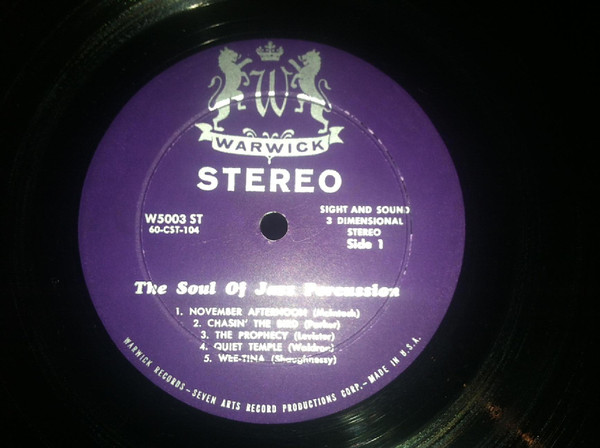 W
WARWICK
STEREO
W5003 ST
60-CST-104
SIGHT AND SOUND
3 DIMENSIONAL
STEREO
Side 1
The Soul Of Jazz Percussion
1. NOVEMBER AFTERNOON (McIntosh)
2. CHASIN' THE BIRD (Parker)
3. THE PROPHECY (Lavister)
4. QUIET TEMPLE (Waldron)
5. WEE-TINA (Shaughnessy)
WARWICK RECORDS—SEVEN ARTS RECORD PRODUCTIONS CORP.—MADE IN U.S.A.